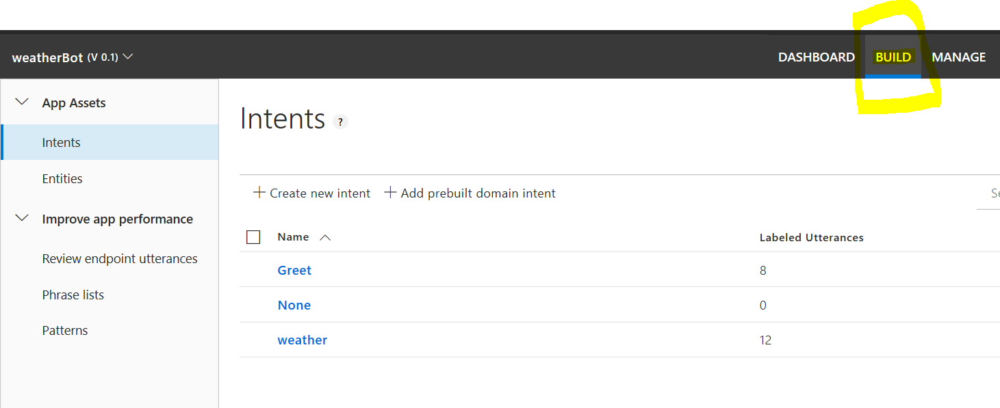 weatherBot (V 0.1)
DASHBOARD BUILD MANAGE
App Assets
Intents
Entities
Improve app performance
Review endpoint utterances
Phrase lists
Patterns
Intents ?
Create new intent Add prebuilt domain intent
Name Labeled Utterances
Greet 8
None 0
weather 12